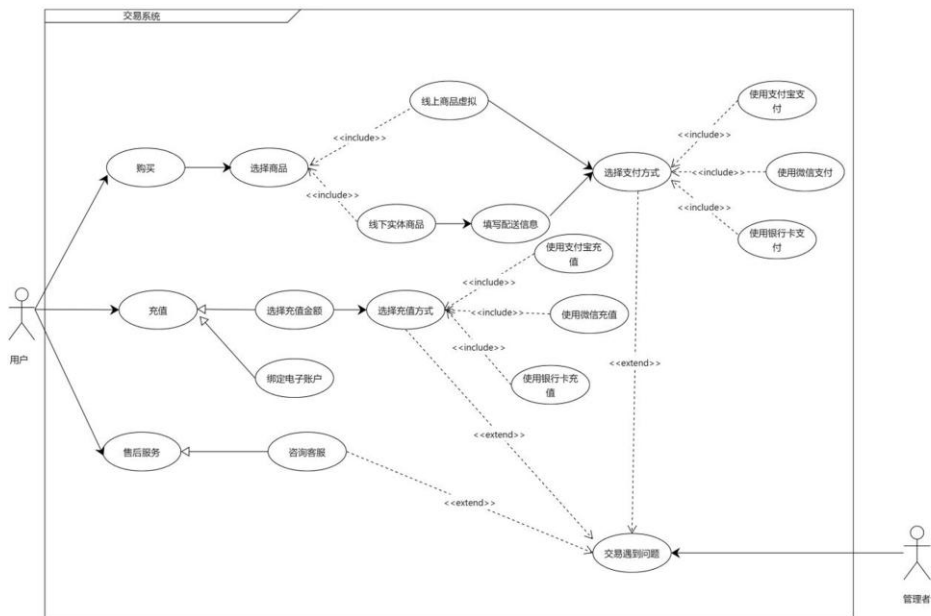 交易系统
线上商品虚拟
使用支付宝支
付
<<include>>
<<include>>
购买
选择商品
选择支付方式
<<include>>
使用微信支付
<<include>>
<<include>>
线下实体商品
填写配送信息
使用银行卡支
付
使用支付宝充
值
<<include>>
充值
选择充值金额
选择充值方式
<<include>>
使用微信充值
用户
<<include>>
<<extend>>
绑定电子账户
使用银行卡充
值
<<extend>>
售后服务
咨询客服
<<extend>>
交易遇到问题
管理者